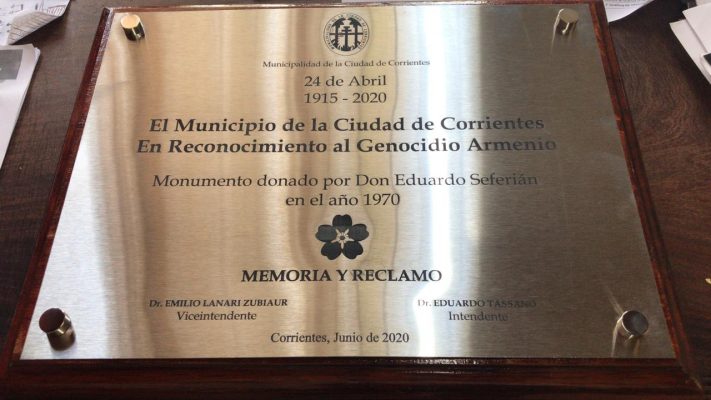 Municipalidad de la Ciudad de Corrientes
24 de Abril
1915 - 2020
El Municipio de la Ciudad de Corrientes
En Reconocimiento al Genocidio Armenio
Monumento donado por Don Eduardo Seferián
en el año 1970
MEMORIA Y RECLAMO
Dr. EMILIO LANARI ZUBIAUR
Viceintendente
Dr. EDUARDO TASSANO
Intendente
Corrientes, Junio de 2020